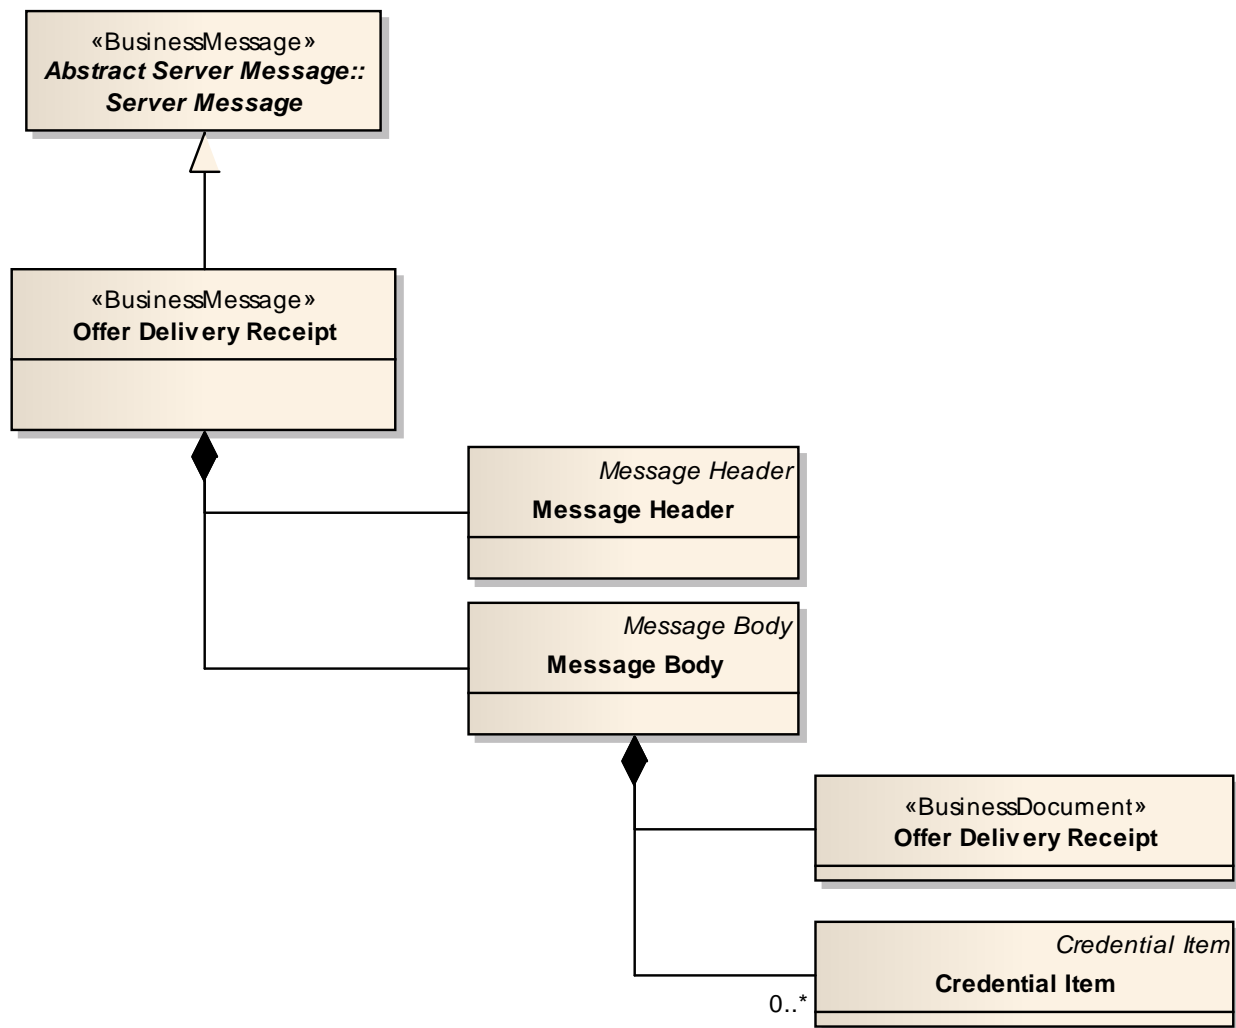 «BusinessMessage»
Abstract Server Message::
Server Message
«BusinessMessage»
Offer Delivery Receipt
Message Header
Message Header
Message Body
Message Body
«BusinessDocument»
Offer Delivery Receipt
Credential Item
Credential Item
0..*